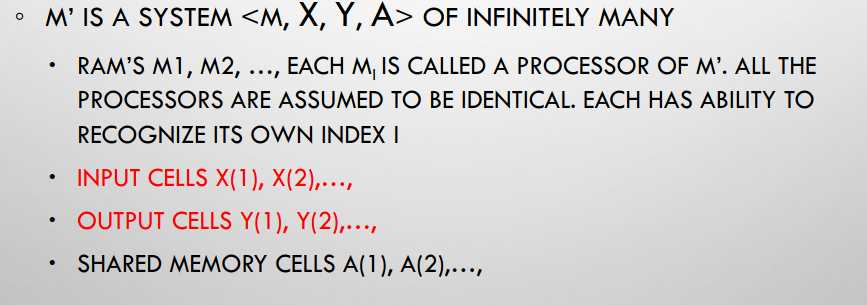 M’ IS A SYSTEM <M, X, Y, A> OF INFINITELY MANY
RAM’S M1, M2, …, EACH MI IS CALLED A PROCESSOR OF M’. ALL THE
PROCESSORS ARE ASSUMED TO BE IDENTICAL. EACH HAS ABILITY TO
RECOGNIZE ITS OWN INDEX I
INPUT CELLS X(1), X(2),…,
OUTPUT CELLS Y(1), Y(2),…,
SHARED MEMORY CELLS A(1), A(2),…,